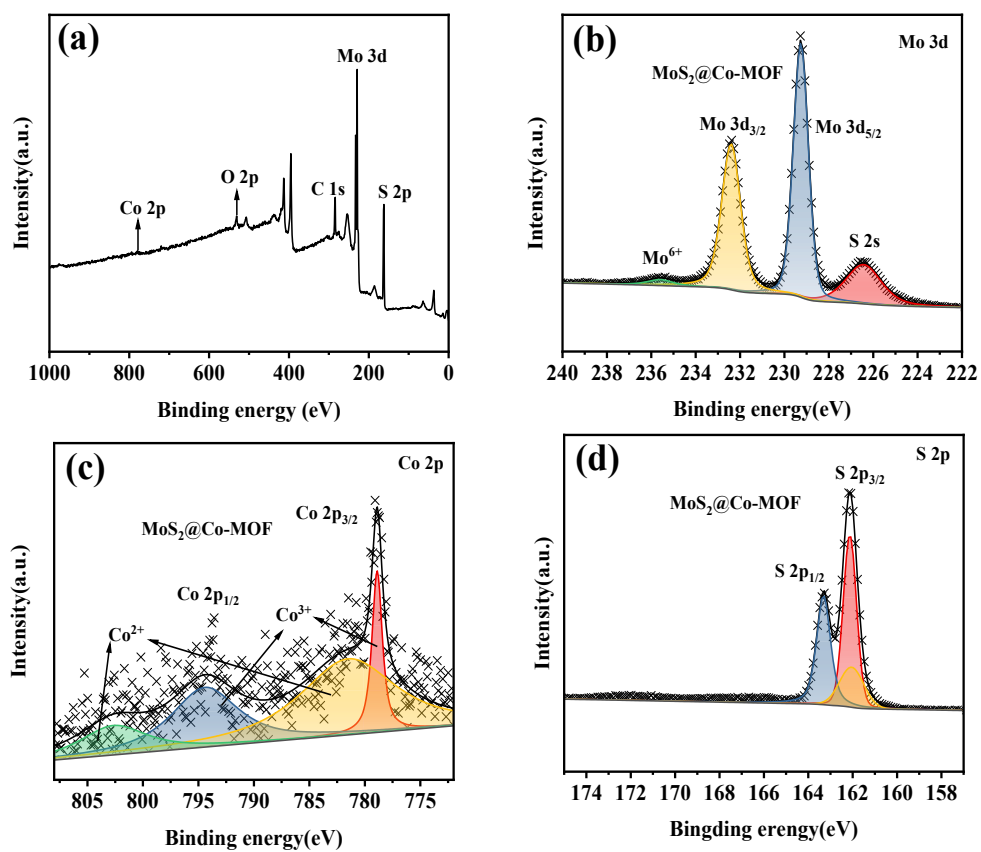 (a)
Mo 3d
O 2p
C 1s
S 2p
Co 2p
Intensity(a.u.)
1000 800 600 400 200 0
Binding energy (eV)
(b)
Mo 3d
MoS₂@Co-MOF
Mo 3d₃/₂
Mo 3d₅/₂
Mo⁶⁺
S 2s
Intensity(a.u.)
240 238 236 234 232 230 228 226 224 222
Binding energy(eV)
(c)
Co 2p
Co 2p₃/₂
MoS₂@Co-MOF
Co 2p₁/₂
Co²⁺
Co³⁺
Intensity(a.u.)
805 800 795 790 785 780 775
Binding energy(eV)
(d)
S 2p
S 2p₃/₂
MoS₂@Co-MOF
S 2p₁/₂
Intensity(a.u.)
174 172 170 168 166 164 162 160 158
Bingding erengy(eV)